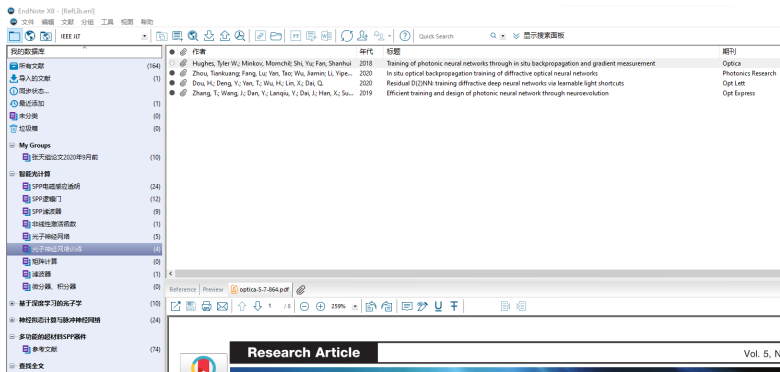 EndNote X8 - [RefLib.enl]
文件 编辑 文献 分组 工具 视图 帮助
IEEE JLT Quick Search 显示搜索面板
我的数据库 作者 年代 标题 期刊
所有文献 (164)
导入的文献 (1)
同步状态...
最近添加 (1)
未分类 (0)
垃圾桶 (0)
Hughes, Tyler W.; Minkov, Momchil; Shi, Yu; Fan, Shanhui 2018 Training of photonic neural networks through in situ backpropagation and gradient measurement Optica
Zhou, Tiankuang; Fang, Lu; Yan, Tao; Wu, Jiamin; Li, Yipe... 2020 In situ optical backpropagation training of diffractive optical neural networks Photonics Research
Dou, H.; Deng, Y.; Yan, T.; Wu, H.; Lin, X.; Dai, Q. 2020 Residual D(2)NN: training diffractive deep neural networks via learnable light shortcuts Opt Lett
Zhang, T.; Wang, J.; Dan, Y.; Lanqiu, Y.; Dai, J.; Han, X.; Su... 2019 Efficient training and design of photonic neural network through neuroevolution Opt Express
My Groups
张天组论文2020年9月前 (10)
智能光计算
SPP电磁感应透明 (24)
SPP逻辑门 (12)
SPP滤波器 (9)
非线性激活函数 (1)
光子神经网络 (5)
光子神经网络训练 (4)
矩阵计算 (0)
滤波器 (1)
微分器、积分器 (0)
基于深度学习的光子学 (10)
神经拟态计算与脉冲神经网络 (24)
多功能的超材料SPP器件
参考文献 (74)
查找全文
Reference Preview optica-5-7-864.pdf
1 / 8 259%
Research Article Vol. 5, N